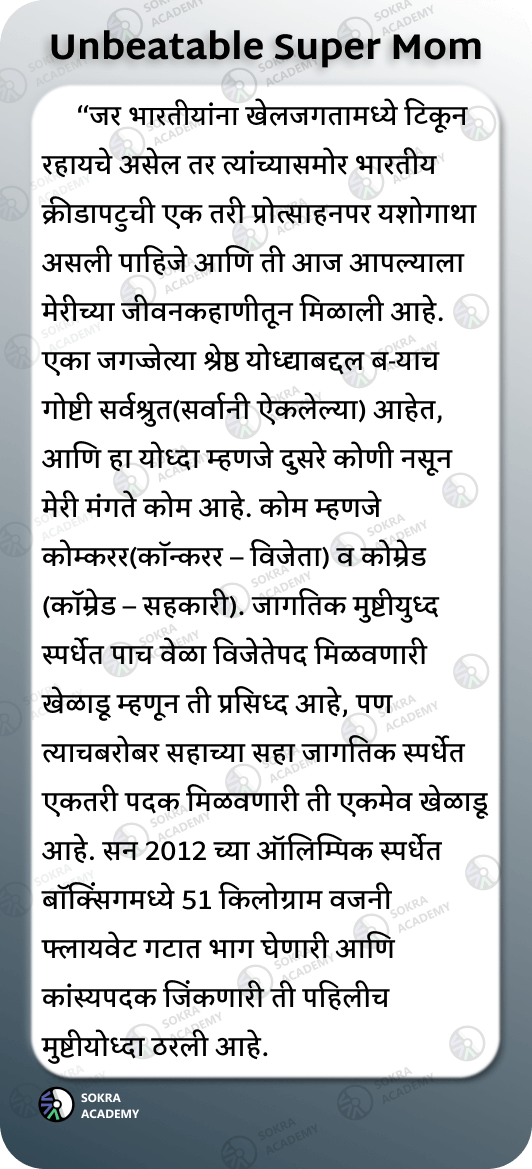 Unbeatable Super Mom
“जर भारतीयांना खेलजगतामध्ये टिकून
रहायचे असेल तर त्यांच्यासमोर भारतीय
क्रीडापटुची एक तरी प्रोत्साहनपर यशोगाथा
असली पाहिजे आणि ती आज आपल्याला
मेरीच्या जीवनकहाणीतून मिळाली आहे.
एका जगज्जेत्या श्रेष्ठ योध्द्याबद्दल ब-याच
गोष्टी सर्वश्रुत(सर्वानी ऐकलेल्या) आहेत,
आणि हा योध्दा म्हणजे दुसरे कोणी नसून
मेरी मंगते कोम आहे. कोम म्हणजे
कोम्करर(कॉन्करर – विजेता) व कोम्रेड
(कॉम्रेड – सहकारी). जागतिक मुष्टीयुध्द
स्पर्धेत पाच वेळा विजेतेपद मिळवणारी
खेळाडू म्हणून ती प्रसिध्द आहे, पण
त्याचबरोबर सहाच्या सहा जागतिक स्पर्धेत
एकतरी पदक मिळवणारी ती एकमेव खेळाडू
आहे. सन 2012 च्या ऑलिम्पिक स्पर्धेत
बॉक्सिंगमध्ये 51 किलोग्राम वजनी
फ्लायवेट गटात भाग घेणारी आणि
कांस्यपदक जिंकणारी ती पहिलीच
मुष्टीयोध्दा ठरली आहे.
SOKRA
ACADEMY